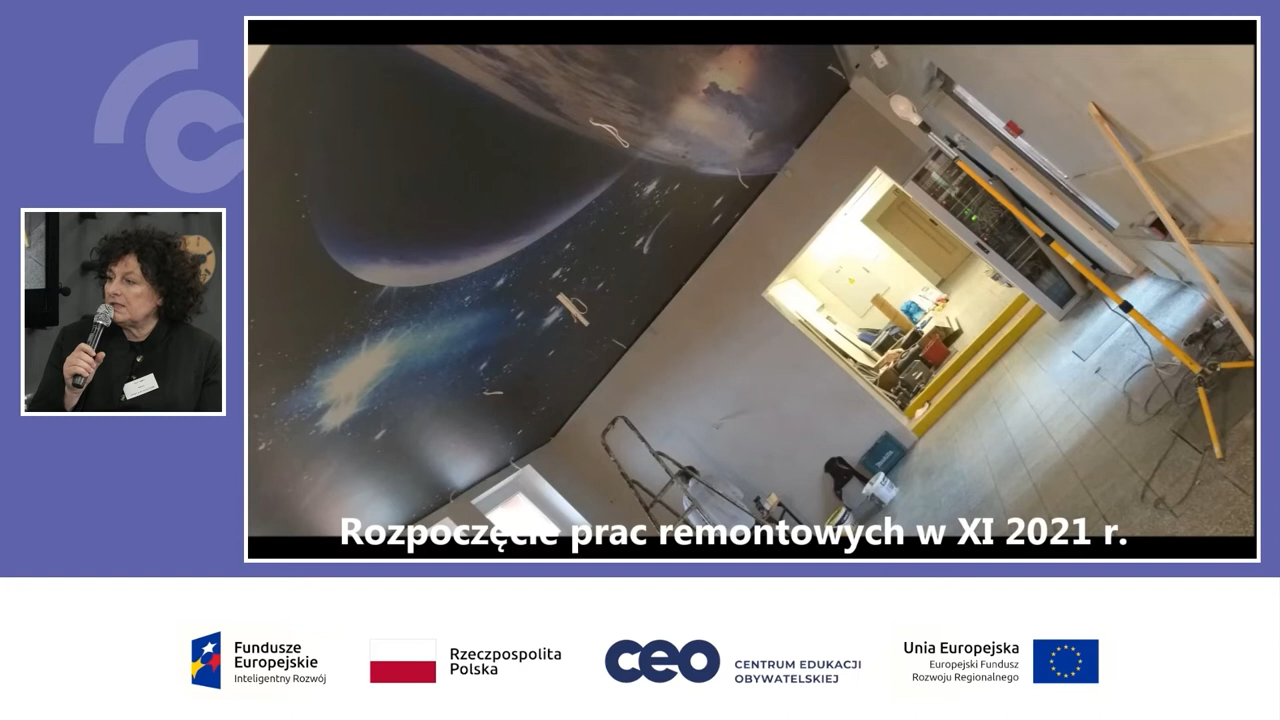 Rozpoczęcie prac remontowych w XI 2021 r.
Fundusze
Europejskie
Inteligentny Rozwój
Rzeczpospolita
Polska
ceo
CENTRUM EDUKACJI
OBYWATELSKIEJ
Unia Europejska
Europejski Fundusz
Rozwoju Regionalnego